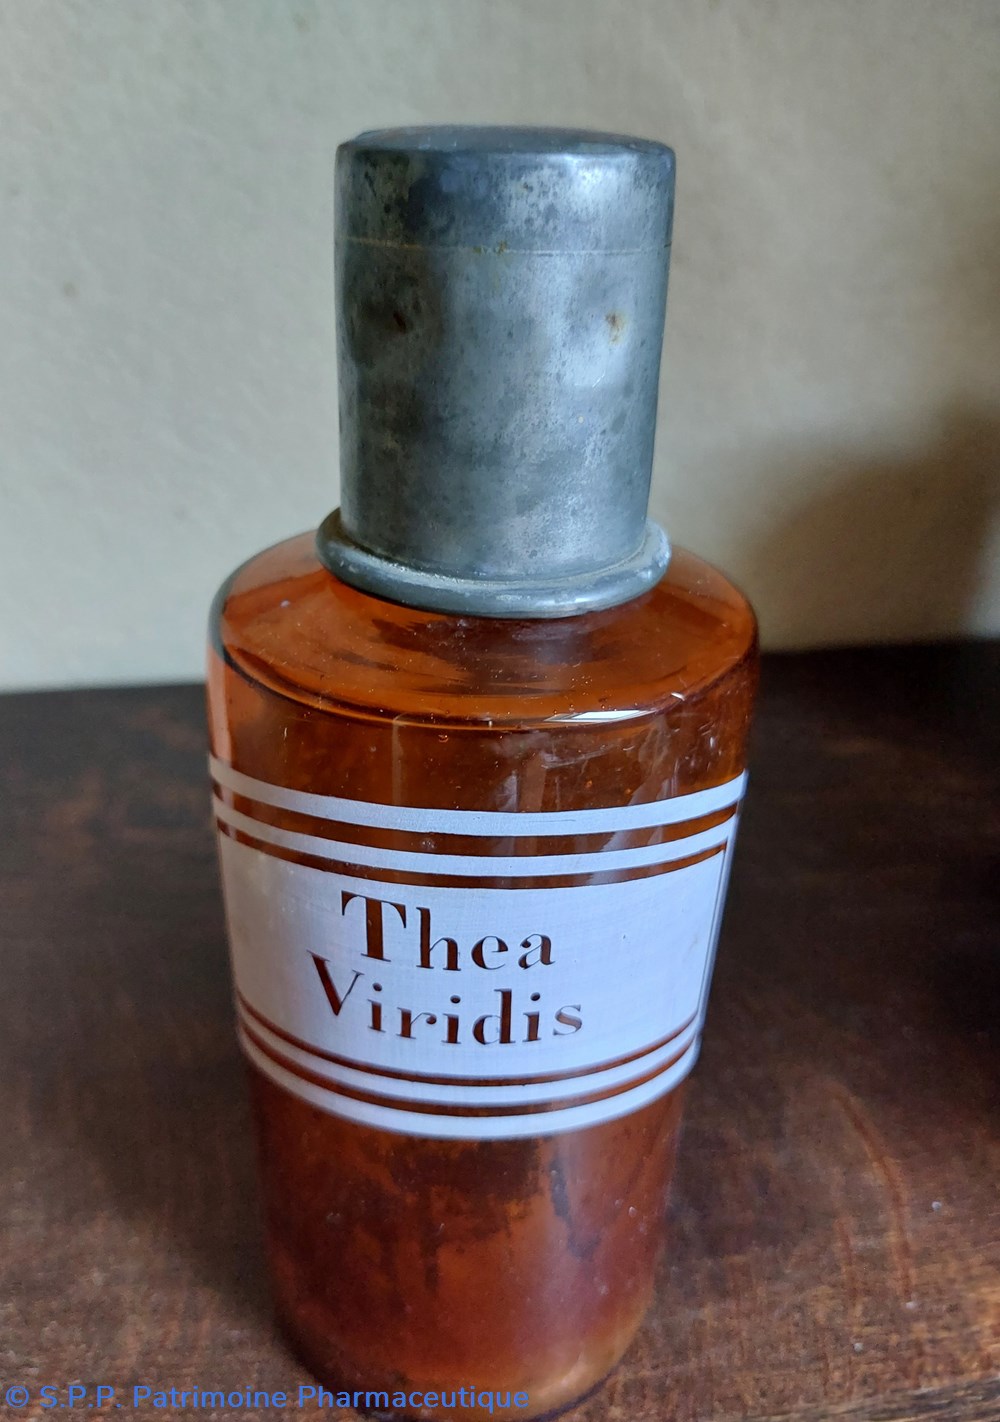 Thea
Viridis
© S.P.P. Patrimoine Pharmaceutique